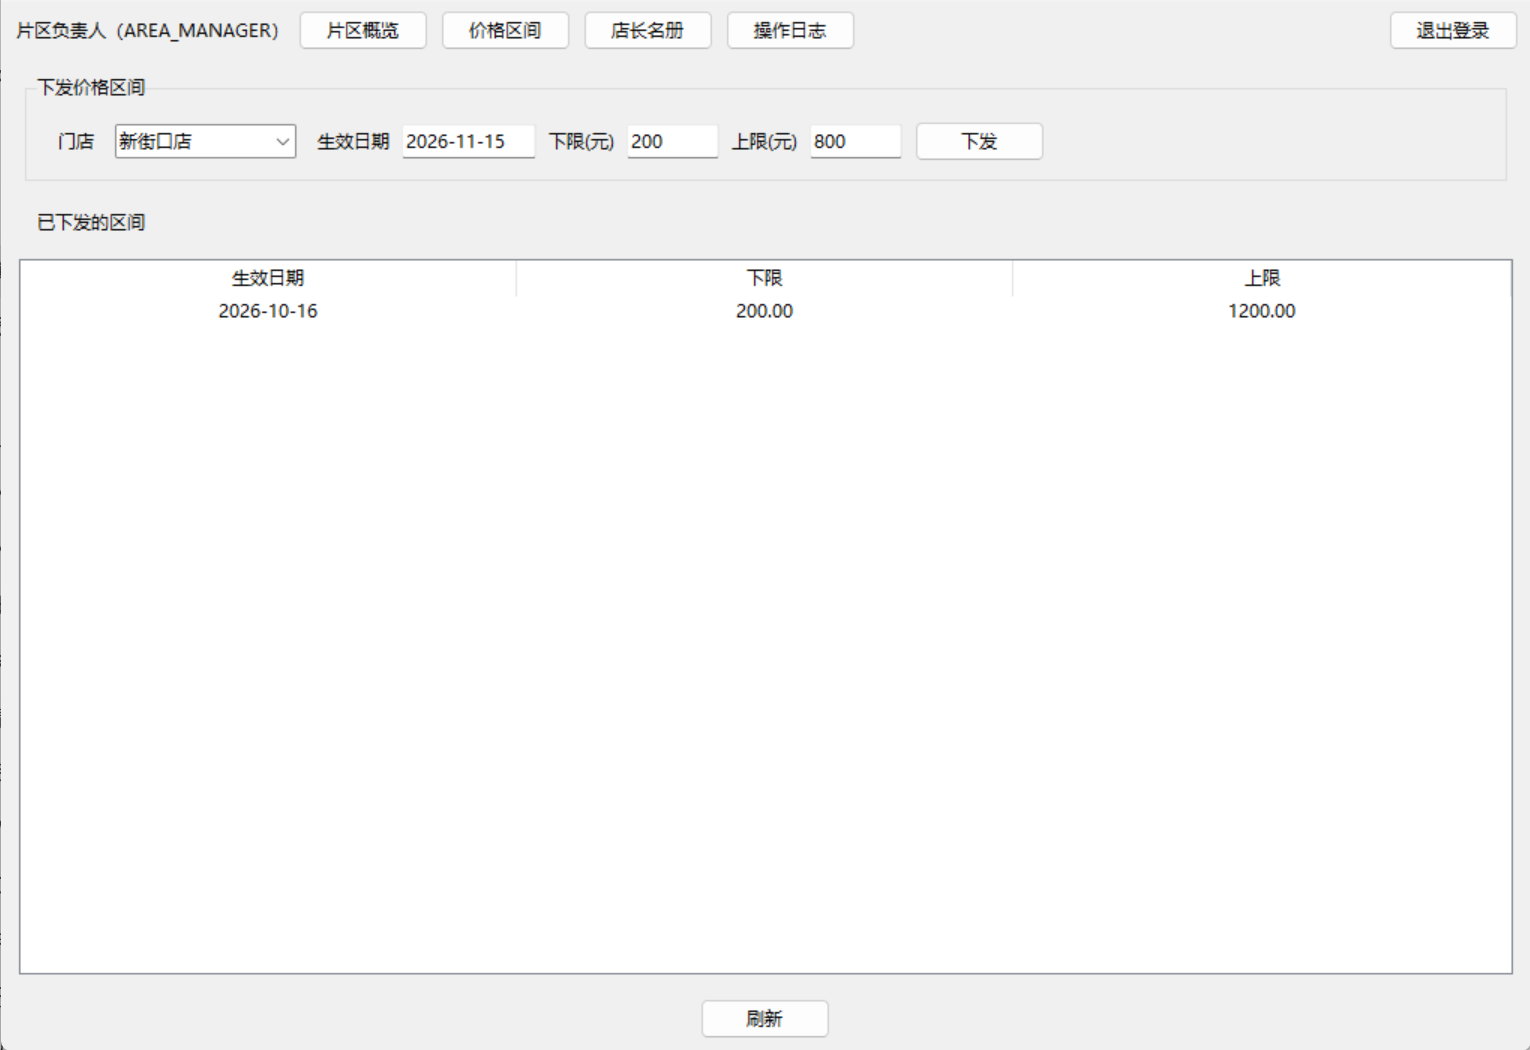 片区负责人（AREA_MANAGER） 片区概览 价格区间 店长名册 操作日志 退出登录
下发价格区间
门店 新街口店 生效日期 2026-11-15 下限(元) 200 上限(元) 800 下发
已下发的区间
生效日期 下限 上限
2026-10-16 200.00 1200.00
刷新